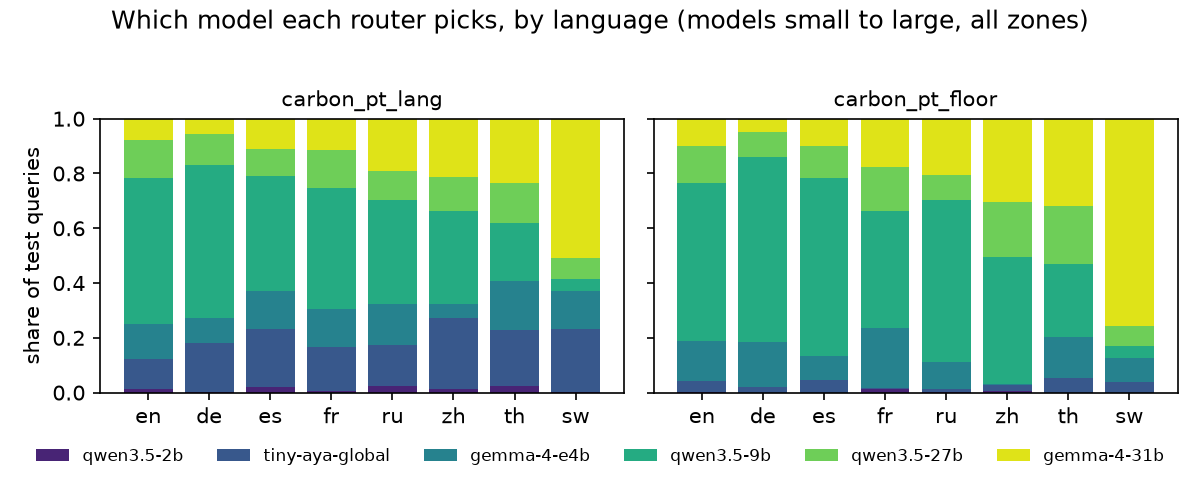 Which model each router picks, by language (models small to large, all zones)
carbon_pt_lang
carbon_pt_floor
share of test queries
1.0
0.8
0.6
0.4
0.2
0.0
en de es fr ru zh th sw
en de es fr ru zh th sw
qwen3.5-2b tiny-aya-global gemma-4-e4b qwen3.5-9b qwen3.5-27b gemma-4-31b